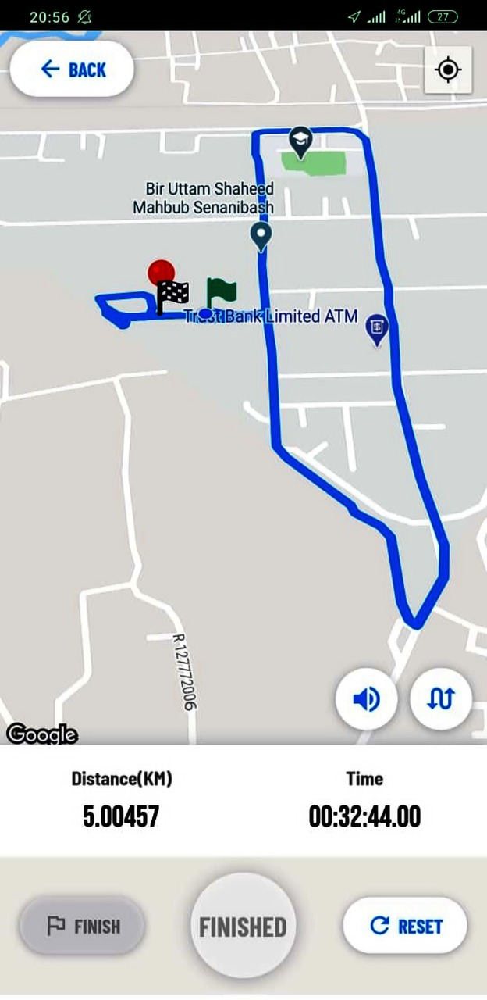 20:56
4G
27
BACK
Bir Uttam Shaheed
Mahbub Senanibash
Trust Bank Limited ATM
R 127772006
Google
Distance(KM)
Time
5.00457
00:32:44.00
FINISH
FINISHED
RESET